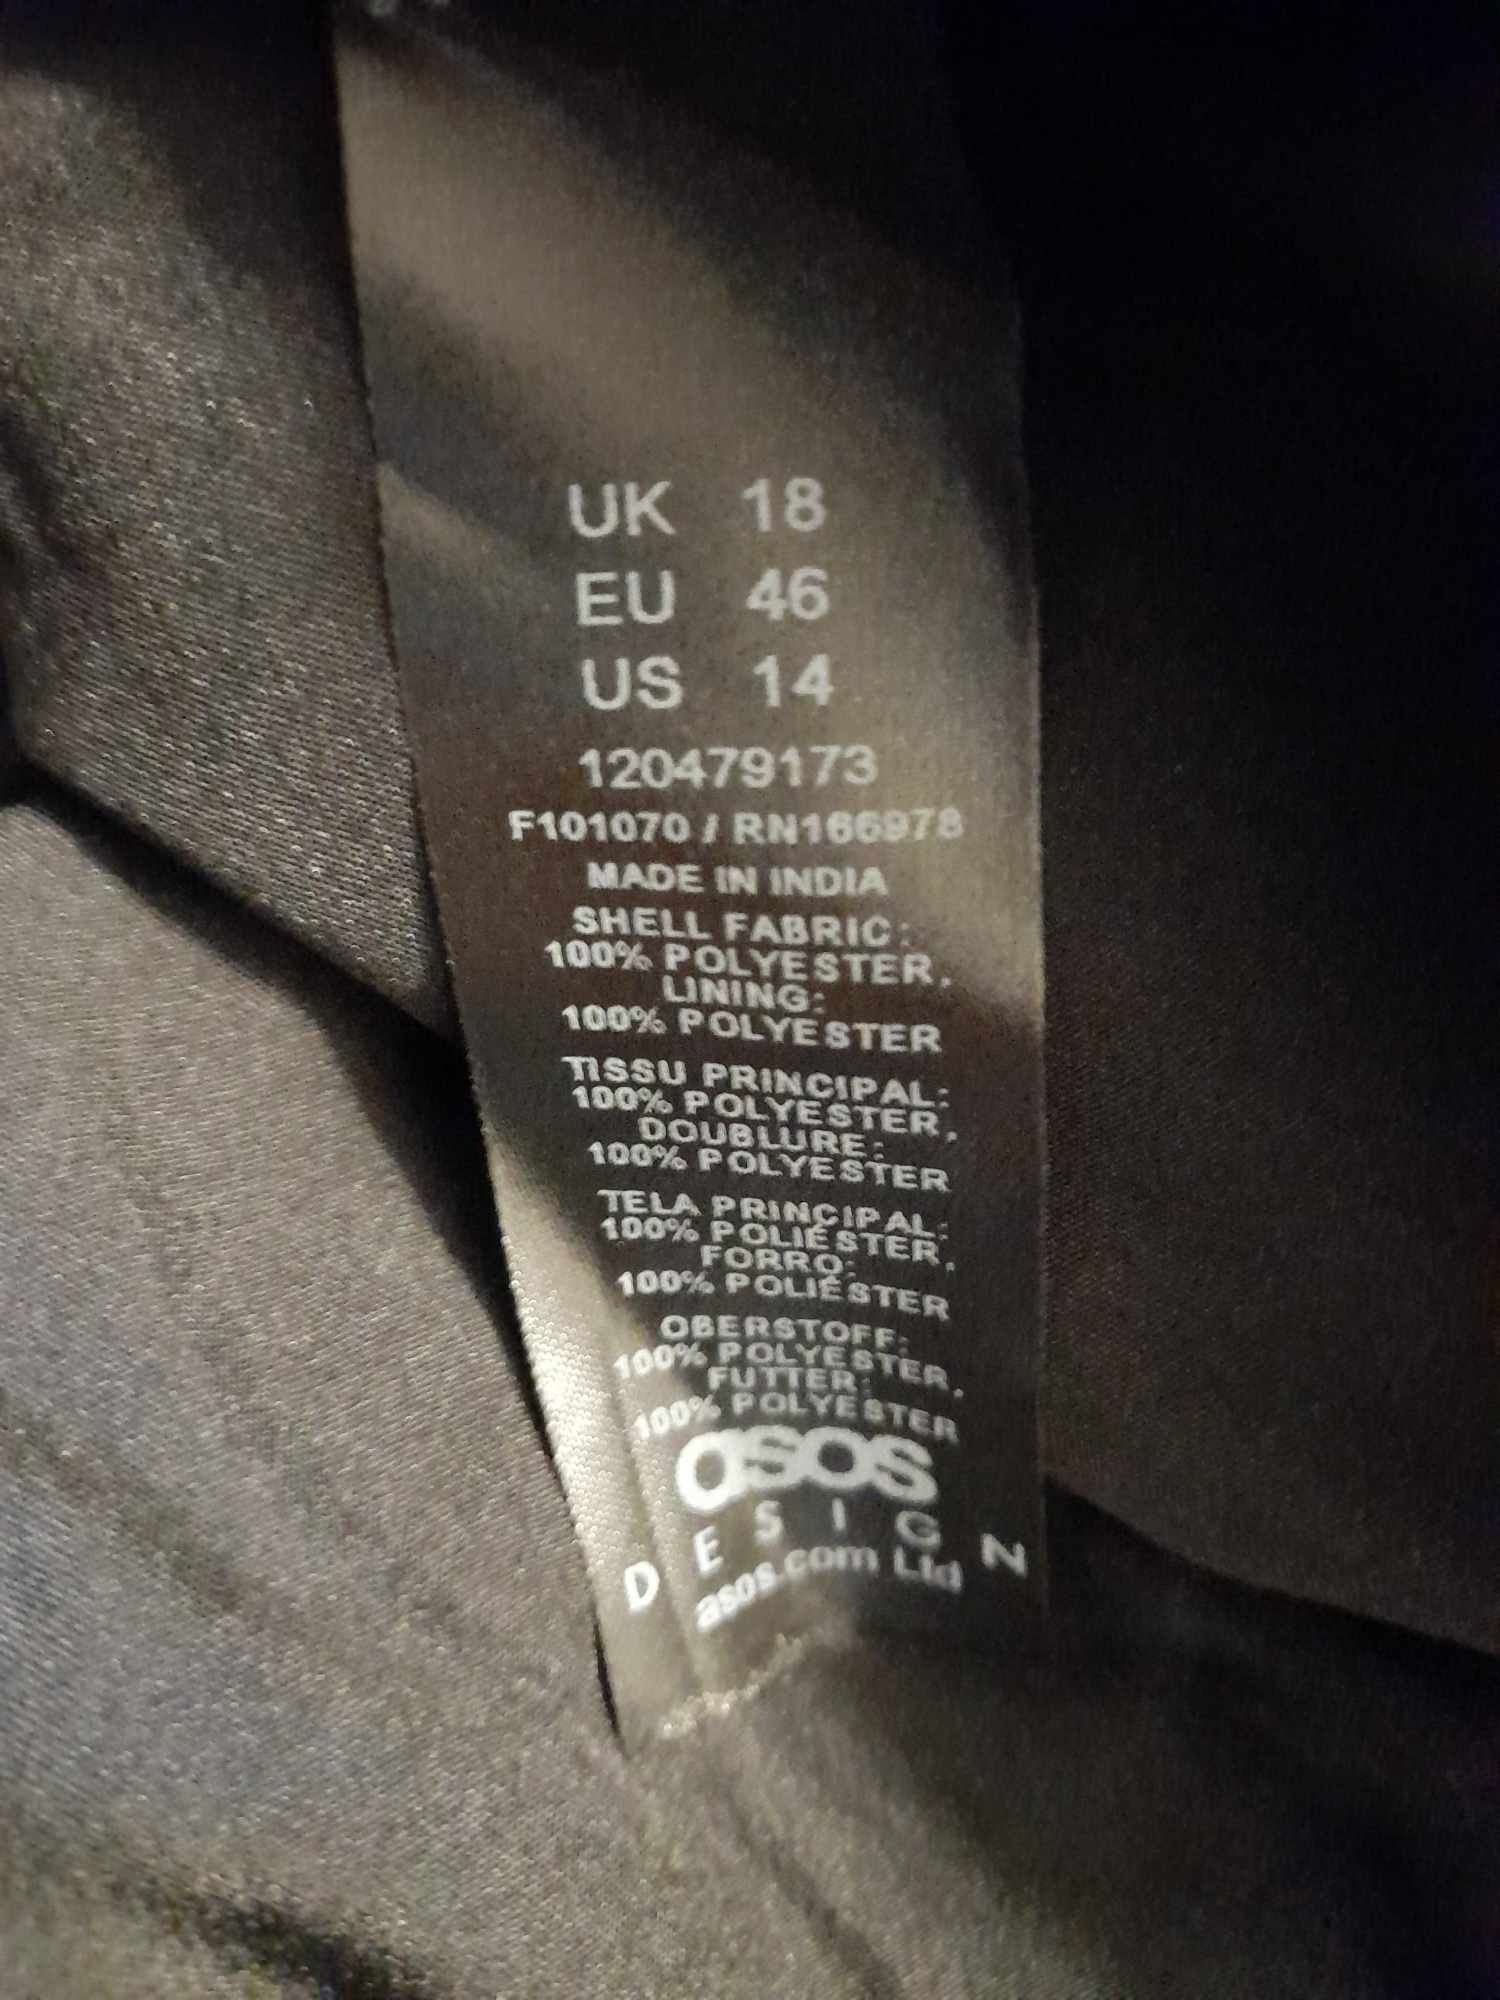 UK 18
EU 46
US 14
120479173
F101070 / RN166978
MADE IN INDIA
SHELL FABRIC:
100% POLYESTER,
LINING:
100% POLYESTER
TISSU PRINCIPAL:
100% POLYESTER,
DOUBLURE:
100% POLYESTER
TELA PRINCIPAL:
100% POLIÉSTER,
FORRO:
100% POLIÉSTER
OBERSTOFF:
100% POLYESTER,
FUTTER:
100% POLYESTER
asos
DESIGN
asos.com Ltd